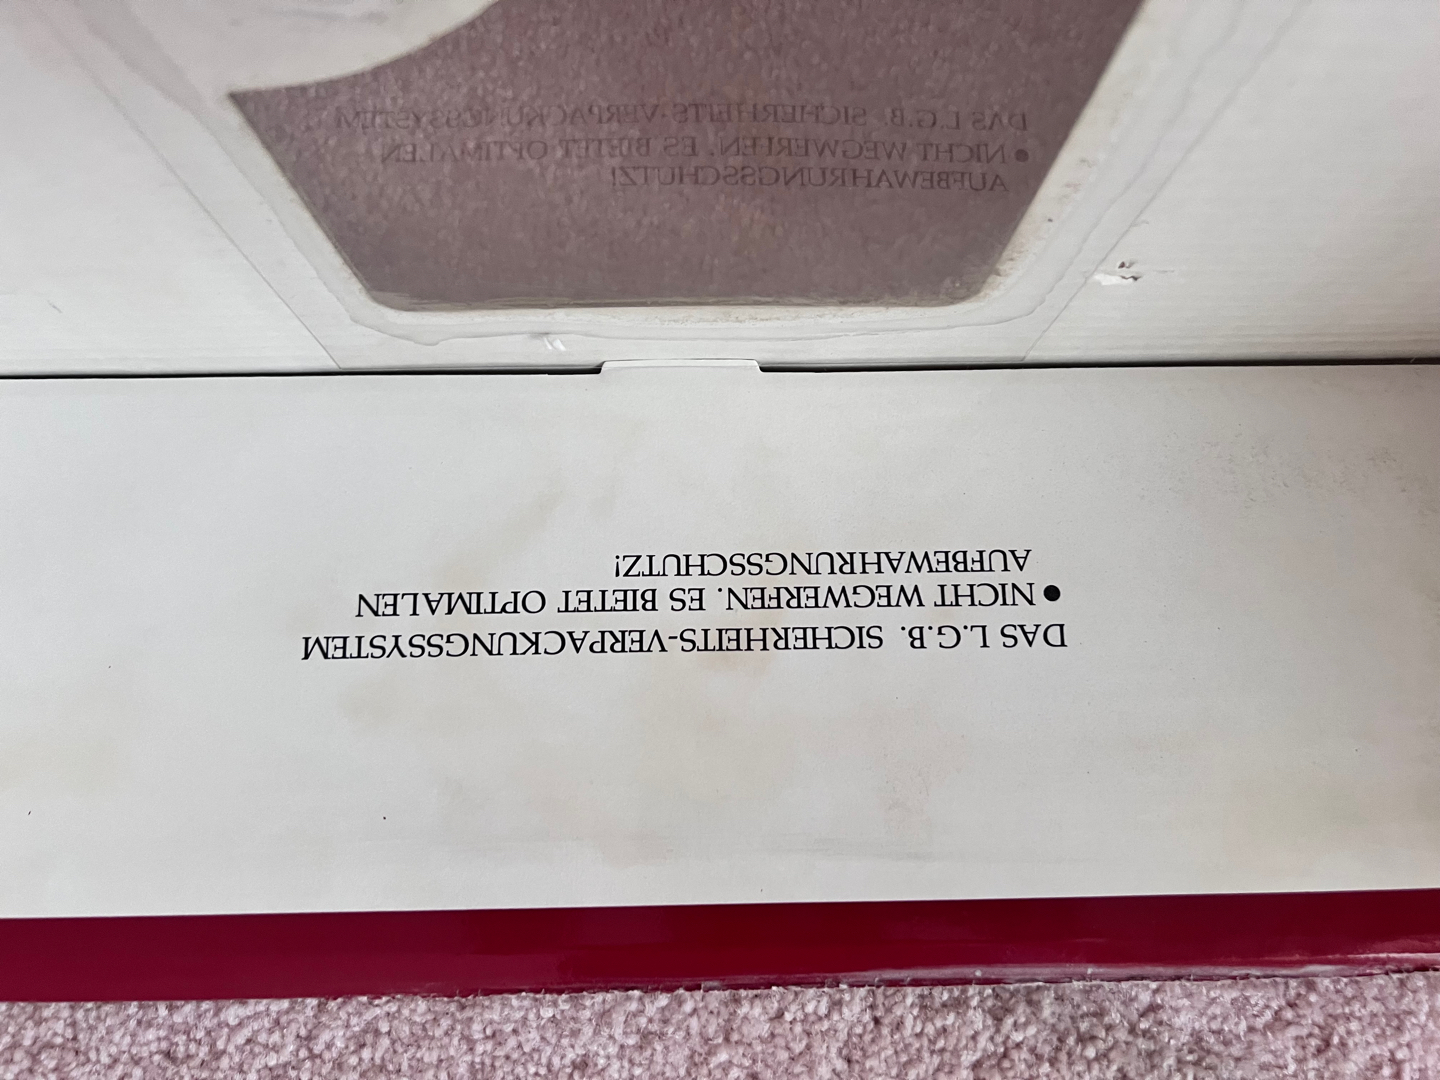 DAS L.G.B. SICHERHEITS-VERPACKUNGSSYSTEM
● NICHT WEGWERFEN. ES BIETET OPTIMALEN
AUFBEWAHRUNGSSCHUTZ!
DAS L.G.B. SICHERHEITS-VERPACKUNGSSYSTEM
● NICHT WEGWERFEN. ES BIETET OPTIMALEN
AUFBEWAHRUNGSSCHUTZ!